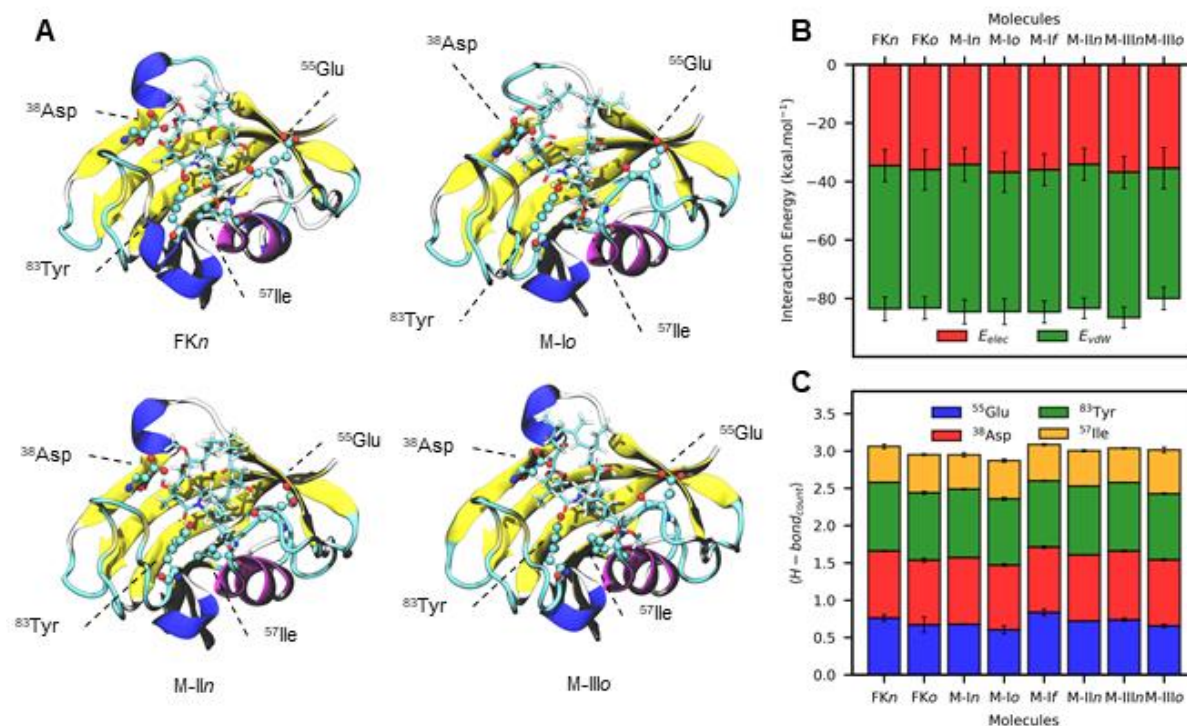 A
³⁸Asp
⁵⁵Glu
⁸³Tyr
⁵⁷Ile
FKn
³⁸Asp
⁵⁵Glu
⁸³Tyr
⁵⁷Ile
M-Io
³⁸Asp
⁵⁵Glu
⁸³Tyr
⁵⁷Ile
M-IIn
³⁸Asp
⁵⁵Glu
⁸³Tyr
⁵⁷Ile
M-IIIo
B
Molecules
FKn FKo M-In M-Io M-If M-IIn M-IIIn M-IIIo
Interaction Energy (kcal.mol⁻¹)
0
−20
−40
−60
−80
E_elec E_vdW
C
(H − bond_count)
3.5
3.0
2.5
2.0
1.5
1.0
0.5
0.0
⁵⁵Glu ⁸³Tyr
³⁸Asp ⁵⁷Ile
FKn FKo M-In M-Io M-If M-IIn M-IIIn M-IIIo
Molecules